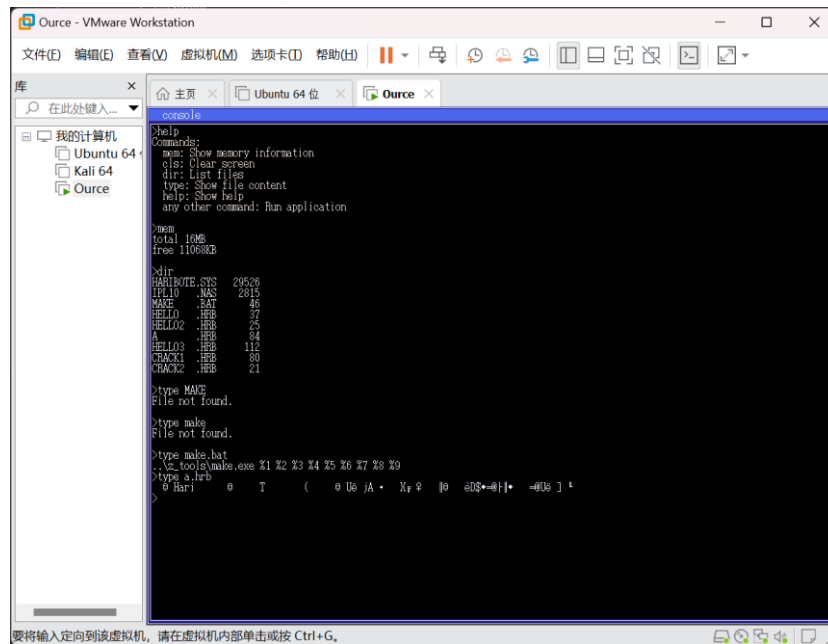 Ource - VMware Workstation
文件(F) 编辑(E) 查看(V) 虚拟机(M) 选项卡(T) 帮助(H)
库
在此处键入...
主页 Ubuntu 64 位 Ource
我的计算机
Ubuntu 64
Kali 64
Ource
console
>help
Commands:
mem: Show memory information
cls: Clear screen
dir: List files
type: Show file content
help: Show help
any other command: Run application
>mem
total 16MB
free 11068KB
>dir
HARIBOTE.SYS 29526
IPL10 .NAS 2815
MAKE .BAT 46
HELLO .HRB 37
HELLO2 .HRB 25
A .HRB 84
HELLO3 .HRB 112
CRACK1 .HRB 80
CRACK2 .HRB 21
>type MAKE
File not found.
>type make
File not found.
>type make.bat
..\z_tools\make.exe %1 %2 %3 %4 %5 %6 %7 %8 %9
>type a.hrb
Hari T ( jA
>
要将输入定向到该虚拟机，请在虚拟机内部单击或按 Ctrl+G。